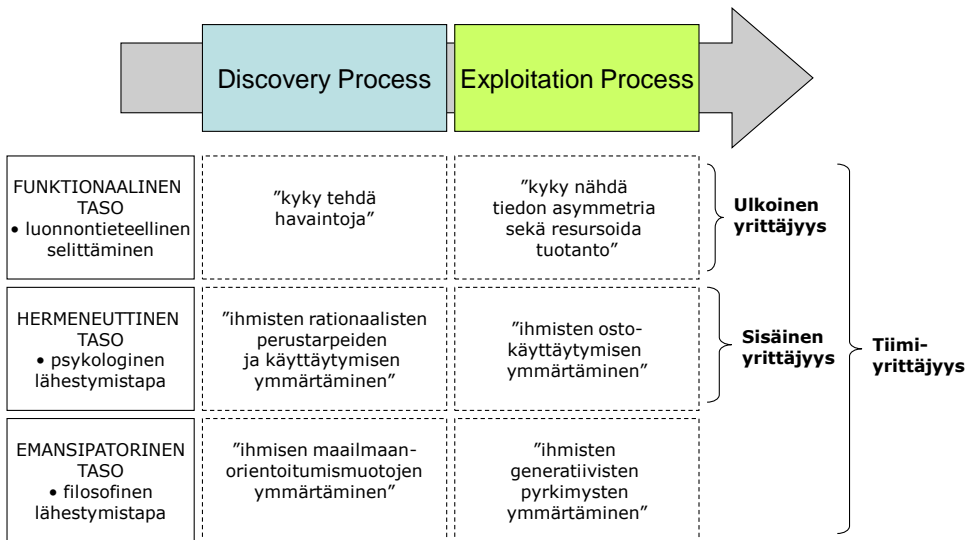 Discovery Process
Exploitation Process
FUNKTIONAALINEN
TASO
• luonnontieteellinen
selittäminen
”kyky tehdä
havaintoja”
”kyky nähdä
tiedon asymmetria
sekä resursoida
tuotanto”
Ulkoinen
yrittäjyys
HERMENEUTTINEN
TASO
• psykologinen
lähestymistapa
”ihmisten rationaalisten
perustarpeiden
ja käyttäytymisen
ymmärtäminen”
”ihmisten osto-
käyttäytymisen
ymmärtäminen”
Sisäinen
yrittäjyys
Tiimi-
yrittäjyys
EMANSIPATORINEN
TASO
• filosofinen
lähestymistapa
”ihmisen maailmaan-
orientoitumismuotojen
ymmärtäminen”
”ihmisten
generatiivisten
pyrkimysten
ymmärtäminen”